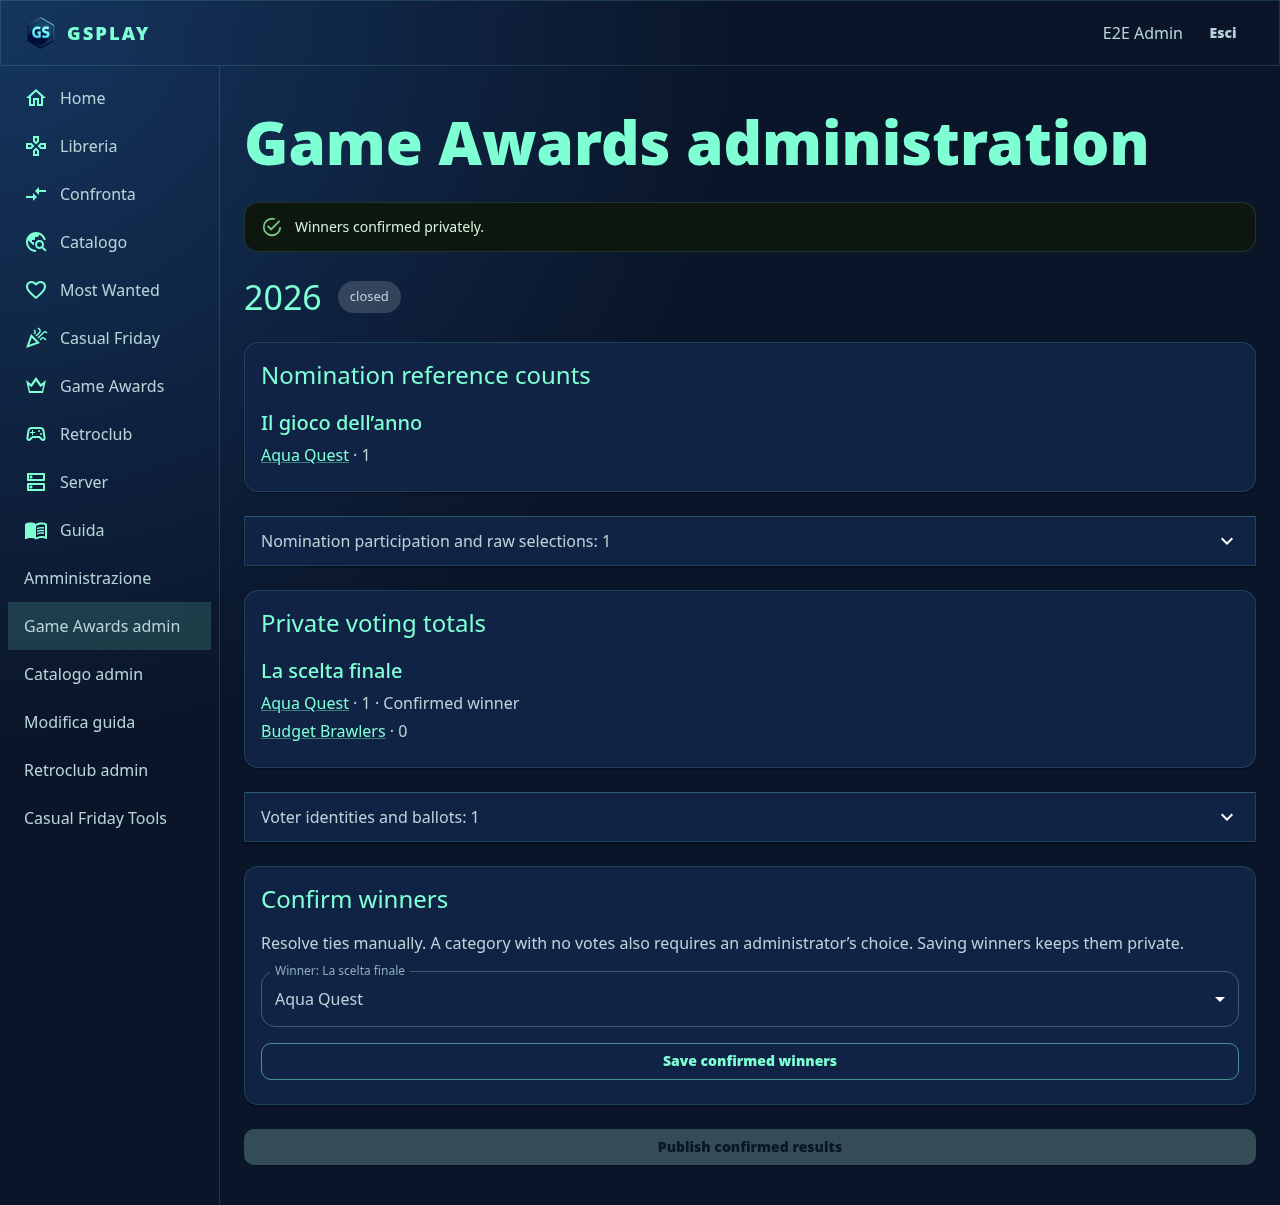 GS GSPLAY
E2E Admin
Esci
Home
Libreria
Confronta
Catalogo
Most Wanted
Casual Friday
Game Awards
Retroclub
Server
Guida
Amministrazione
Game Awards admin
Catalogo admin
Modifica guida
Retroclub admin
Casual Friday Tools
Game Awards administration
Winners confirmed privately.
2026 closed
Nomination reference counts
Il gioco dell’anno
Aqua Quest · 1
Nomination participation and raw selections: 1
Private voting totals
La scelta finale
Aqua Quest · 1 · Confirmed winner
Budget Brawlers · 0
Voter identities and ballots: 1
Confirm winners
Resolve ties manually. A category with no votes also requires an administrator’s choice. Saving winners keeps them private.
Winner: La scelta finale
Aqua Quest
Save confirmed winners
Publish confirmed results